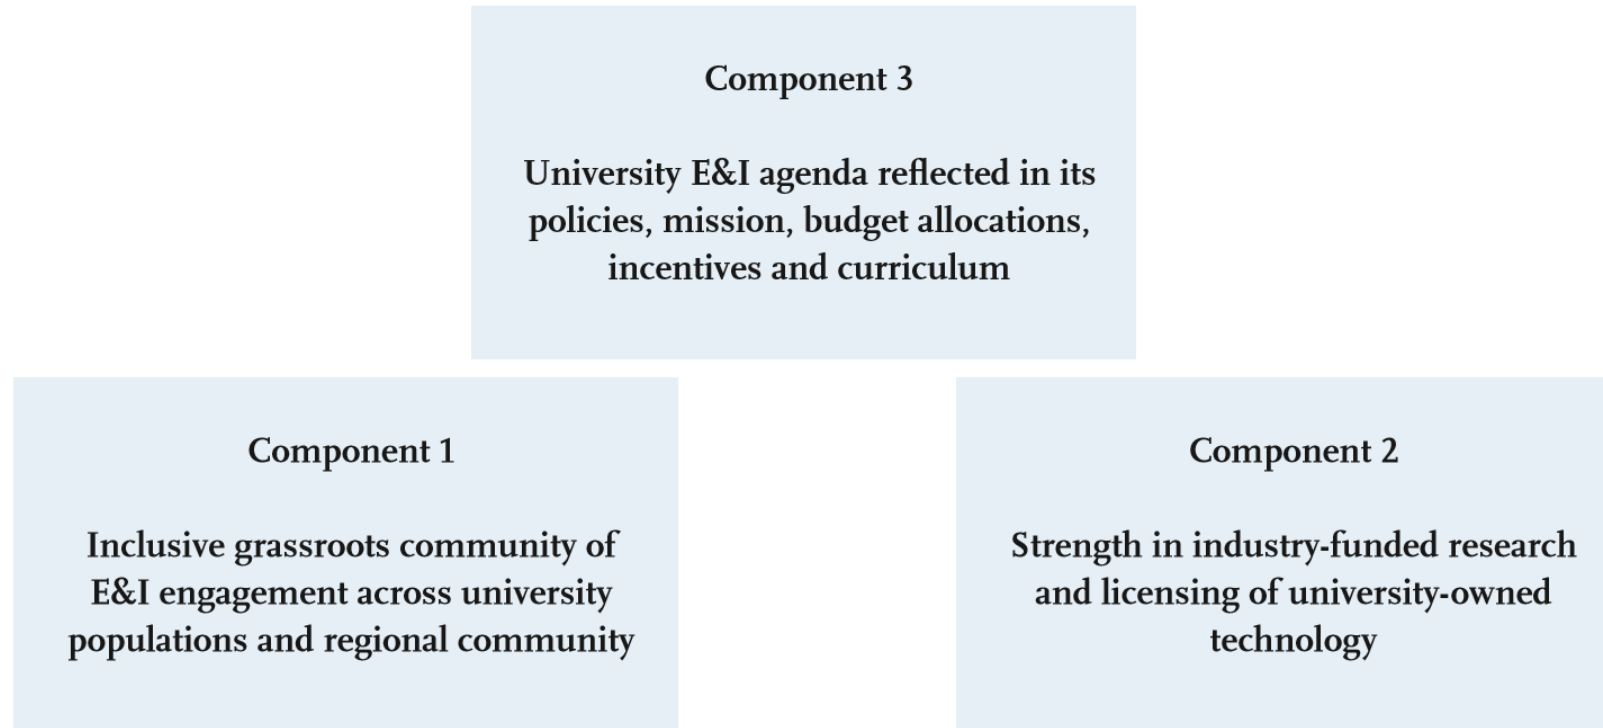 Component 3
University E&I agenda reflected in its
policies, mission, budget allocations,
incentives and curriculum
Component 1
Inclusive grassroots community of
E&I engagement across university
populations and regional community
Component 2
Strength in industry-funded research
and licensing of university-owned
technology